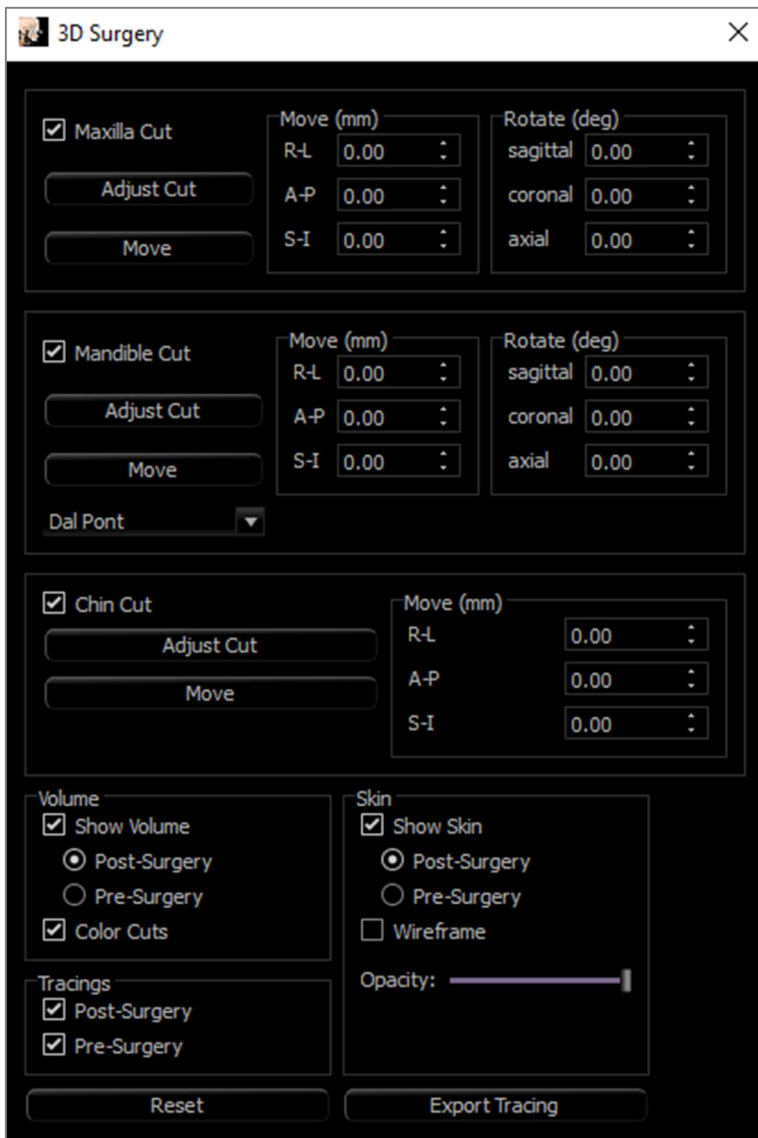 3D Surgery
Maxilla Cut
Adjust Cut
Move
Move (mm)
R-L 0.00
A-P 0.00
S-I 0.00
Rotate (deg)
sagittal 0.00
coronal 0.00
axial 0.00
Mandible Cut
Adjust Cut
Move
Dal Pont
Move (mm)
R-L 0.00
A-P 0.00
S-I 0.00
Rotate (deg)
sagittal 0.00
coronal 0.00
axial 0.00
Chin Cut
Adjust Cut
Move
Move (mm)
R-L 0.00
A-P 0.00
S-I 0.00
Volume
Show Volume
Post-Surgery
Pre-Surgery
Color Cuts
Skin
Show Skin
Post-Surgery
Pre-Surgery
Wireframe
Opacity:
Tracings
Post-Surgery
Pre-Surgery
Reset
Export Tracing